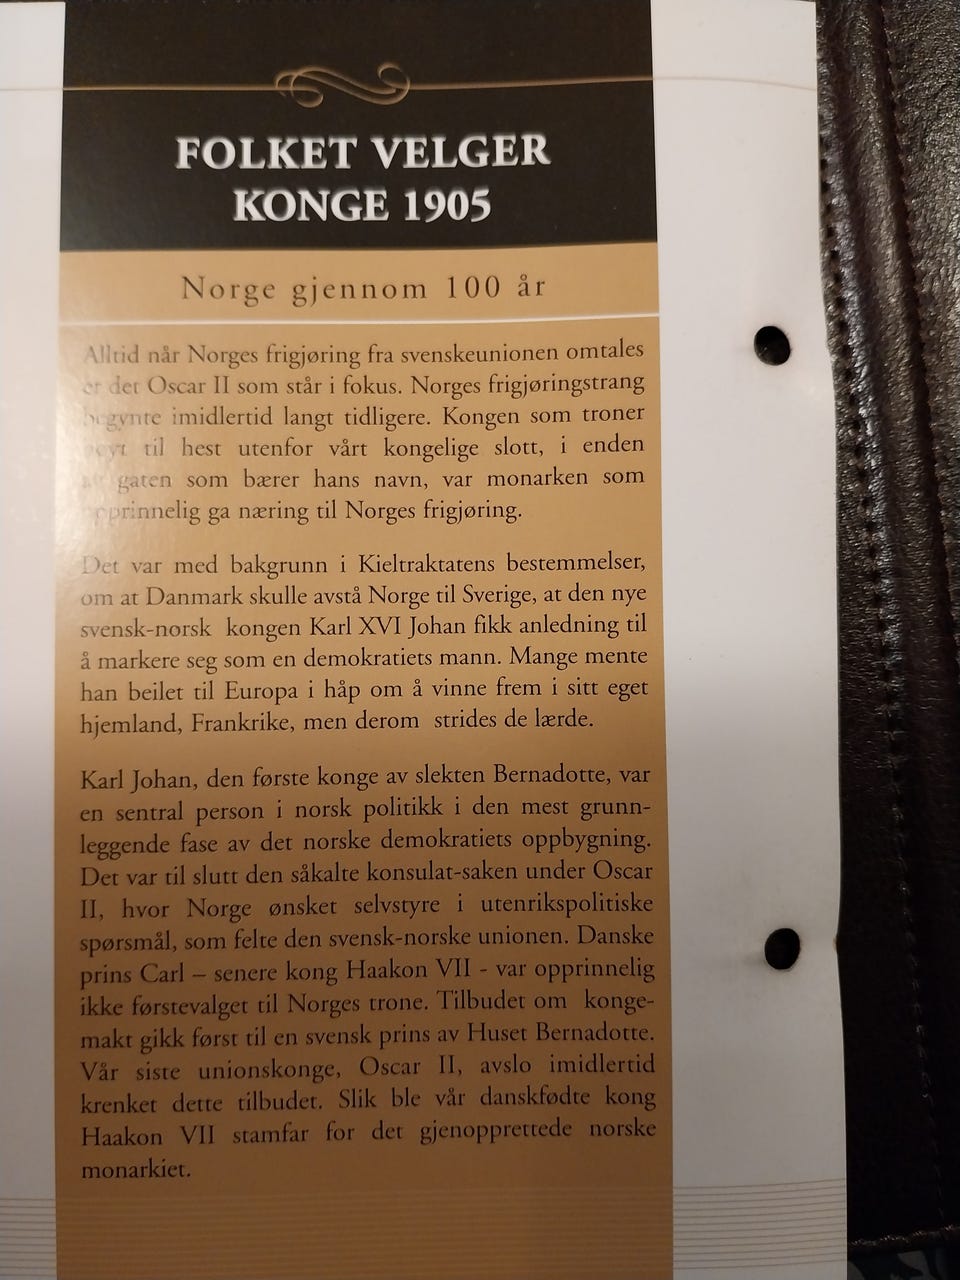 FOLKET VELGER
KONGE 1905
Norge gjennom 100 år
Alltid når Norges frigjøring fra svenskeunionen omtales
er det Oscar II som står i fokus. Norges frigjøringstrang
begynte imidlertid langt tidligere. Kongen som troner
til hest utenfor vårt kongelige slott, i enden
gaten som bærer hans navn, var monarken som
opprinnelig ga næring til Norges frigjøring.
Det var med bakgrunn i Kieltraktatens bestemmelser,
om at Danmark skulle avstå Norge til Sverige, at den nye
svensk-norsk kongen Karl XVI Johan fikk anledning til
å markere seg som en demokratiets mann. Mange mente
han beilet til Europa i håp om å vinne frem i sitt eget
hjemland, Frankrike, men derom strides de lærde.
Karl Johan, den første konge av slekten Bernadotte, var
en sentral person i norsk politikk i den mest grunn-
leggende fase av det norske demokratiets oppbygning.
Det var til slutt den såkalte konsulat-saken under Oscar
II, hvor Norge ønsket selvstyre i utenrikspolitiske
spørsmål, som felte den svensk-norske unionen. Danske
prins Carl – senere kong Haakon VII - var opprinnelig
ikke førstevalget til Norges trone. Tilbudet om konge-
makt gikk først til en svensk prins av Huset Bernadotte.
Vår siste unionskonge, Oscar II, avslo imidlertid
krenket dette tilbudet. Slik ble vår danskfødte kong
Haakon VII stamfar for det gjenopprettede norske
monarkiet.